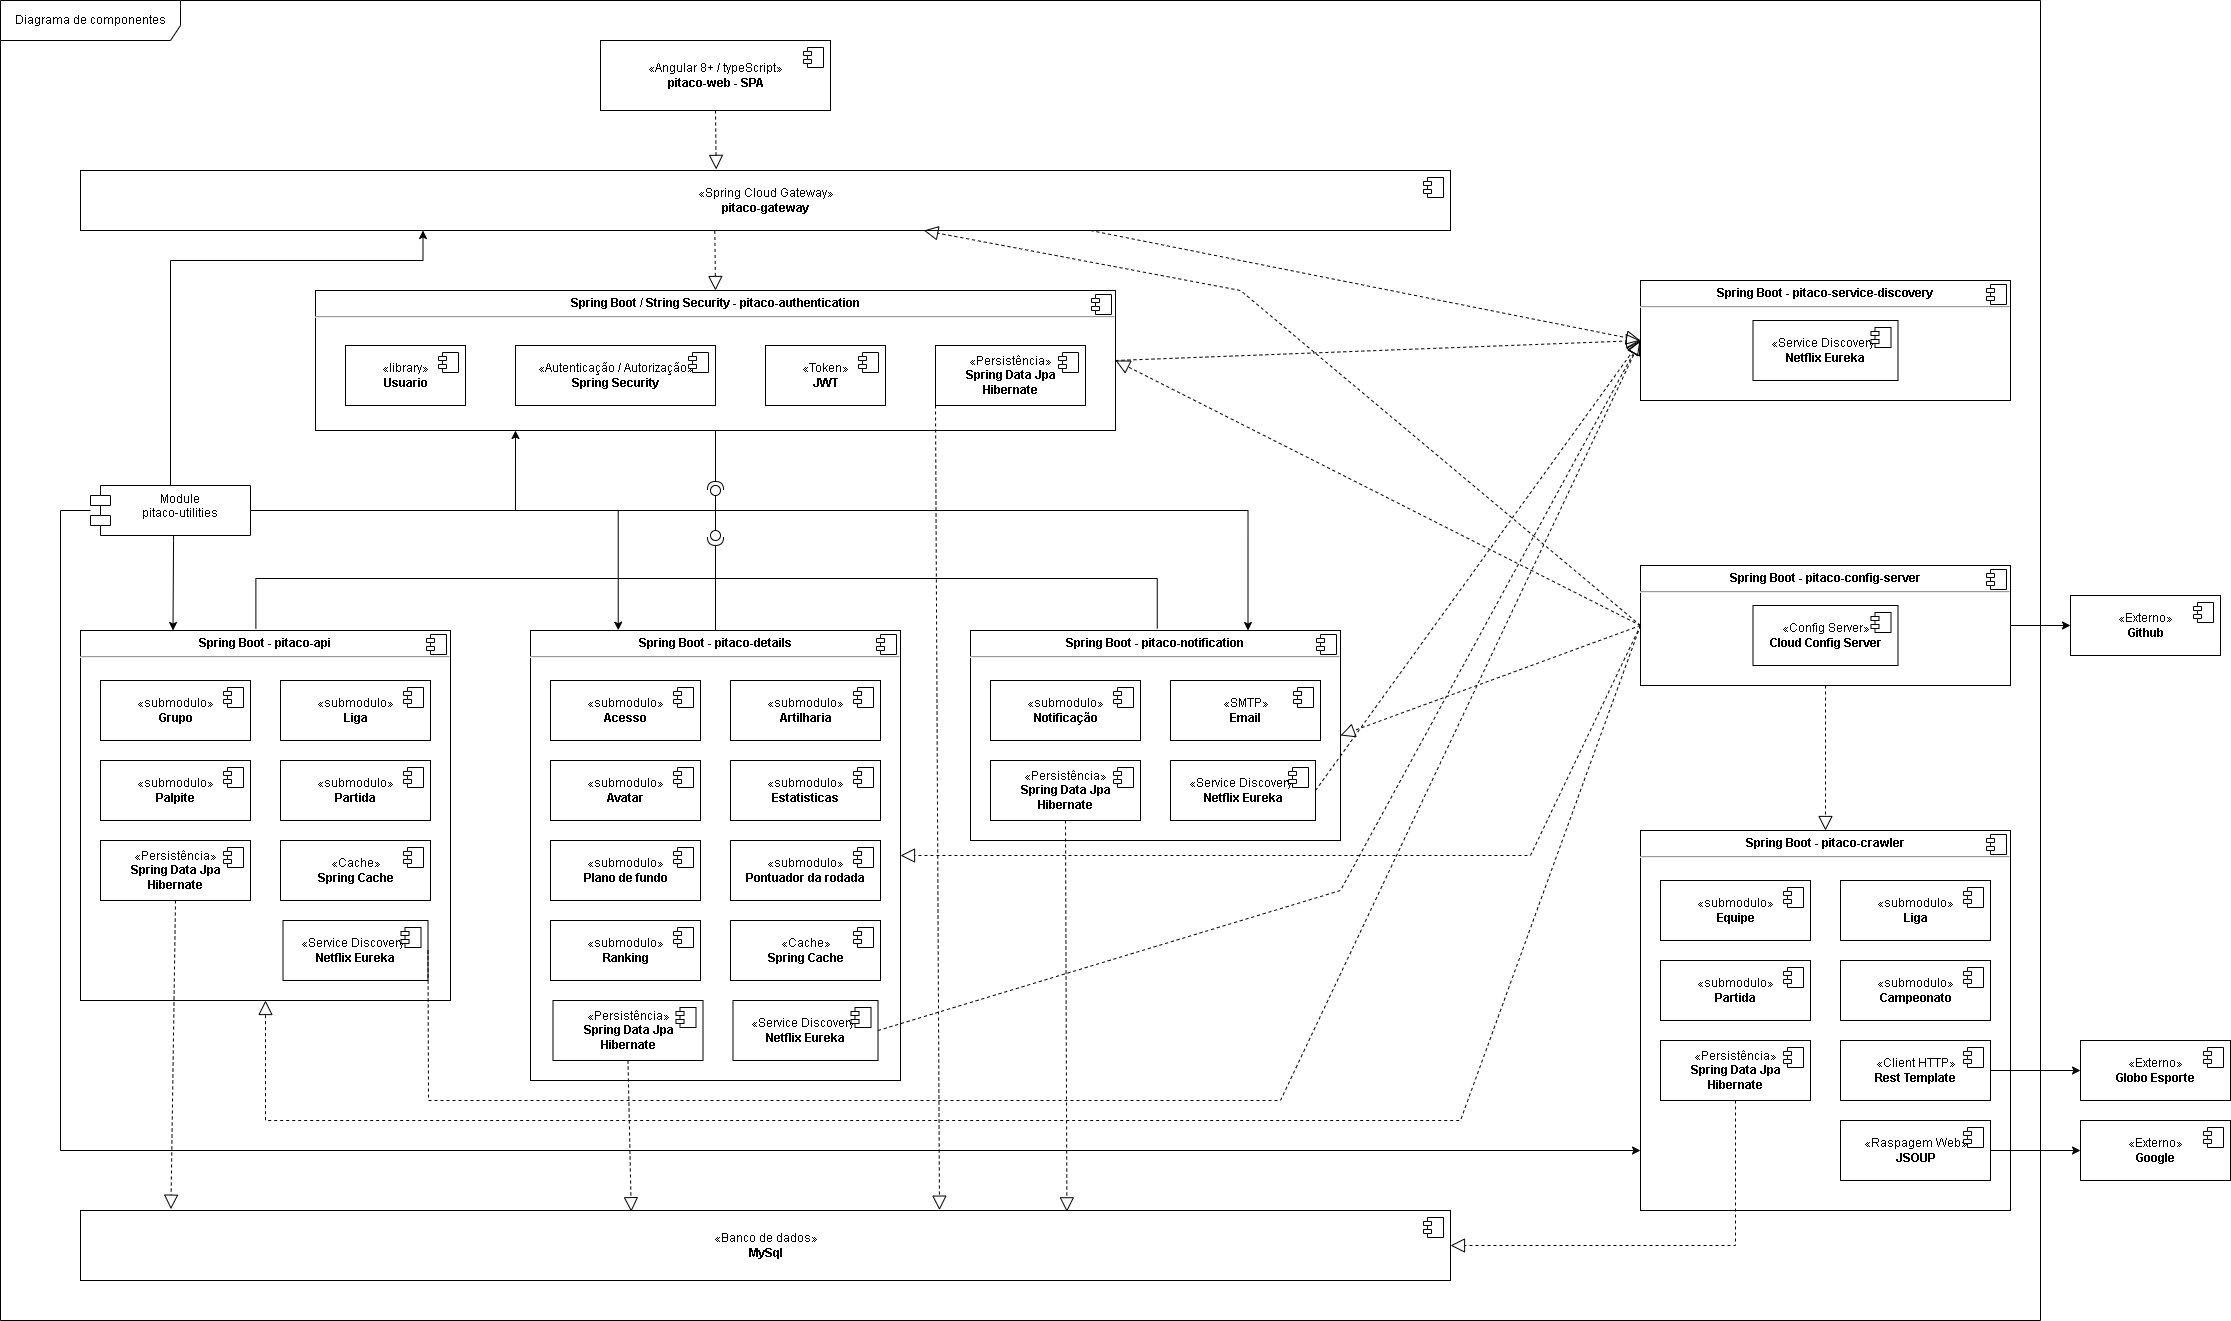 Diagrama de componentes
«Angular 8+ / typeScript»
pitaco-web - SPA
«Spring Cloud Gateway»
pitaco-gateway
Spring Boot / String Security - pitaco-authentication
«library»
Usuario
«Autenticação / Autorização»
Spring Security
«Token»
JWT
«Persistência»
Spring Data Jpa
Hibernate
Spring Boot - pitaco-service-discovery
«Service Discovery»
Netflix Eureka
Module
pitaco-utilities
Spring Boot - pitaco-config-server
«Config Server»
Cloud Config Server
«Externo»
Github
Spring Boot - pitaco-api
«submodulo»
Grupo
«submodulo»
Liga
«submodulo»
Palpite
«submodulo»
Partida
«Persistência»
Spring Data Jpa
Hibernate
«Cache»
Spring Cache
«Service Discovery»
Netflix Eureka
Spring Boot - pitaco-details
«submodulo»
Acesso
«submodulo»
Artilharia
«submodulo»
Avatar
«submodulo»
Estatisticas
«submodulo»
Plano de fundo
«submodulo»
Pontuador da rodada
«submodulo»
Ranking
«Cache»
Spring Cache
«Persistência»
Spring Data Jpa
Hibernate
«Service Discovery»
Netflix Eureka
Spring Boot - pitaco-notification
«submodulo»
Notificação
«SMTP»
Email
«Persistência»
Spring Data Jpa
Hibernate
«Service Discovery»
Netflix Eureka
Spring Boot - pitaco-crawler
«submodulo»
Equipe
«submodulo»
Liga
«submodulo»
Partida
«submodulo»
Campeonato
«Persistência»
Spring Data Jpa
Hibernate
«Client HTTP»
Rest Template
«Raspagem Web»
JSOUP
«Externo»
Globo Esporte
«Externo»
Google
«Banco de dados»
MySql